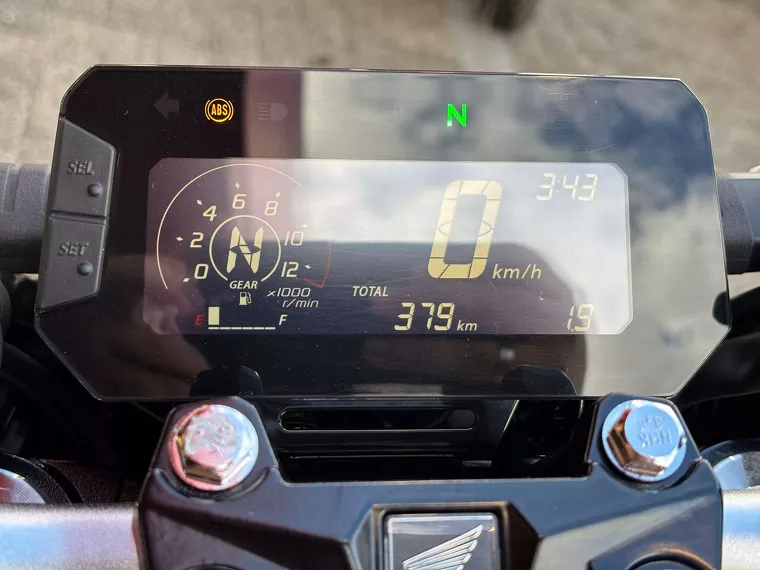 ABS
N
SEL
SET
3:43
0 km/h
0 2 4 6 8 10 12
N
GEAR
x1000
r/min
E F
TOTAL
379 km
1.9